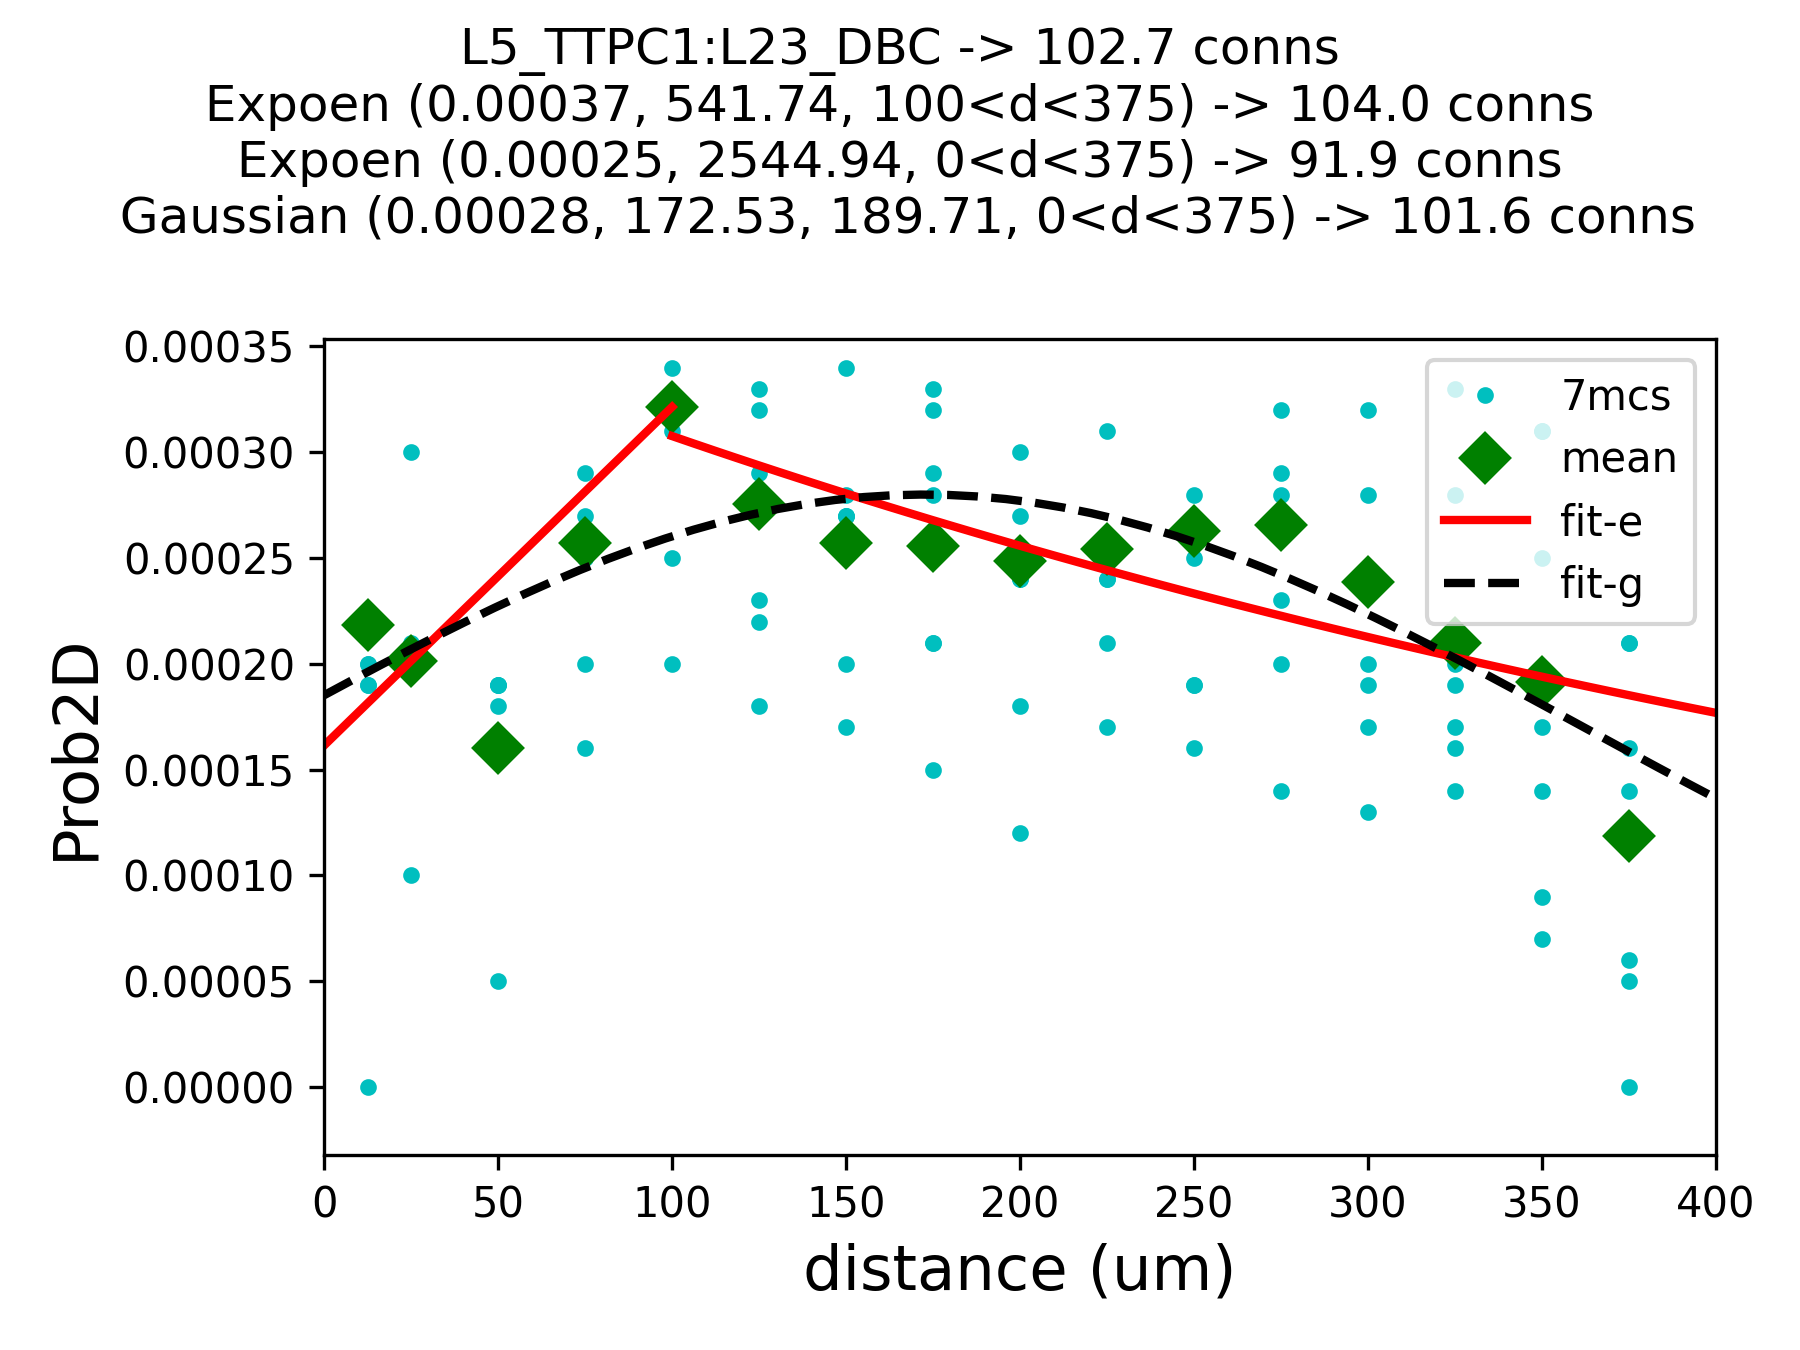 L5_TTPC1:L23_DBC -> 102.7 conns
Expoen (0.00037, 541.74, 100<d<375) -> 104.0 conns
Expoen (0.00025, 2544.94, 0<d<375) -> 91.9 conns
Gaussian (0.00028, 172.53, 189.71, 0<d<375) -> 101.6 conns
Prob2D
0.00035
0.00030
0.00025
0.00020
0.00015
0.00010
0.00005
0.00000
7mcs
mean
fit-e
fit-g
0 50 100 150 200 250 300 350 400
distance (um)